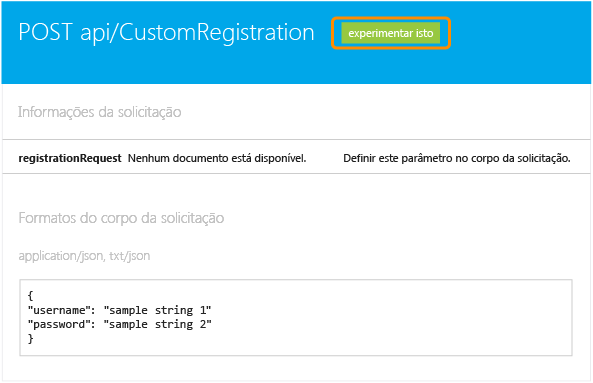 POST api/CustomRegistration experimentar isto
Informações da solicitação
registrationRequest Nenhum documento está disponível. Definir este parâmetro no corpo da solicitação.
Formatos do corpo da solicitação
application/json, txt/json
{
"username": "sample string 1"
"password": "sample string 2"
}